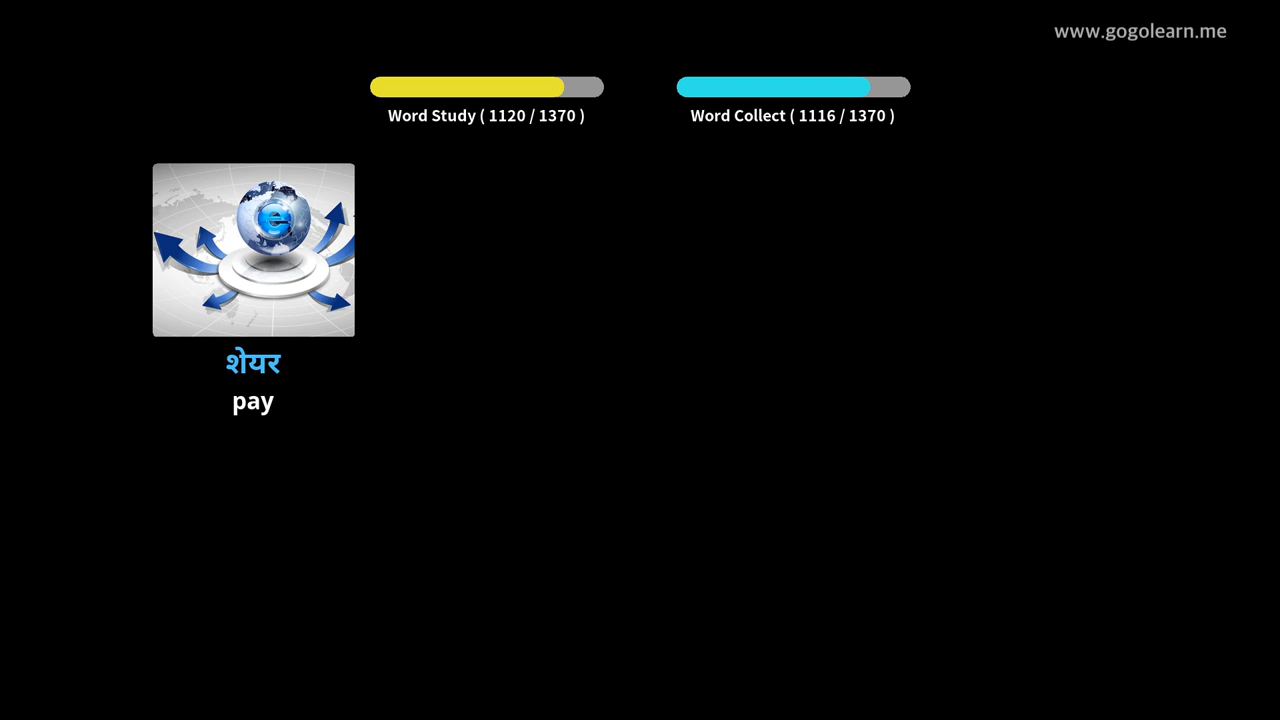 www.gogolearn.me
Word Study ( 1120 / 1370 )
Word Collect ( 1116 / 1370 )
e
शेयर
pay